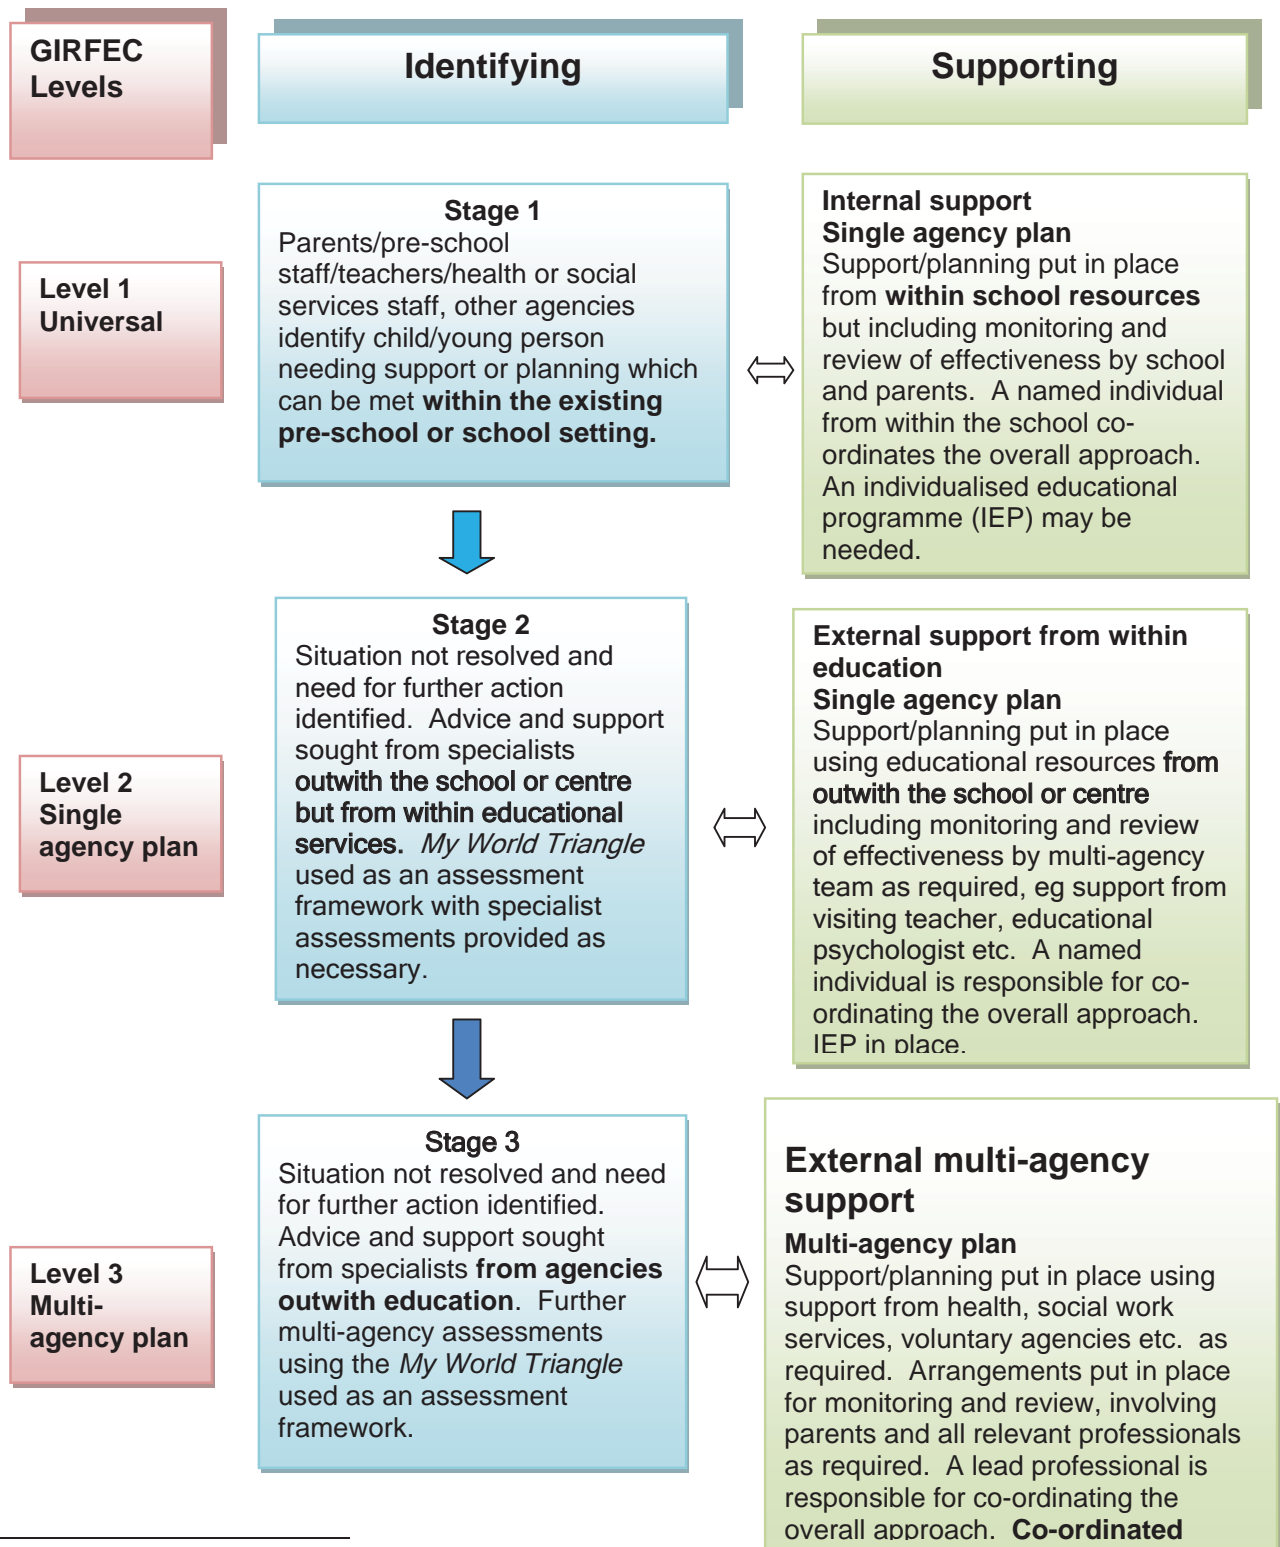 GIRFEC
Levels
Identifying
Supporting
Level 1
Universal
Stage 1
Parents/pre-school
staff/teachers/health or social
services staff, other agencies
identify child/young person
needing support or planning which
can be met within the existing
pre-school or school setting.
Internal support
Single agency plan
Support/planning put in place
from within school resources
but including monitoring and
review of effectiveness by school
and parents.  A named individual
from within the school co-
ordinates the overall approach.
An individualised educational
programme (IEP) may be
needed.
Level 2
Single
agency plan
Stage 2
Situation not resolved and
need for further action
identified.  Advice and support
sought from specialists
outwith the school or centre
but from within educational
services.  My World Triangle
used as an assessment
framework with specialist
assessments provided as
necessary.
External support from within
education
Single agency plan
Support/planning put in place
using educational resources from
outwith the school or centre
including monitoring and review
of effectiveness by multi-agency
team as required, eg support from
visiting teacher, educational
psychologist etc.  A named
individual is responsible for co-
ordinating the overall approach.
IEP in place.
Level 3
Multi-
agency plan
Stage 3
Situation not resolved and need
for further action identified.
Advice and support sought
from specialists from agencies
outwith education.  Further
multi-agency assessments
using the My World Triangle
used as an assessment
framework.
External multi-agency
support
Multi-agency plan
Support/planning put in place using
support from health, social work
services, voluntary agencies etc.  as
required.  Arrangements put in place
for monitoring and review, involving
parents and all relevant professionals
as required.  A lead professional is
responsible for co-ordinating the
overall approach.  Co-ordinated